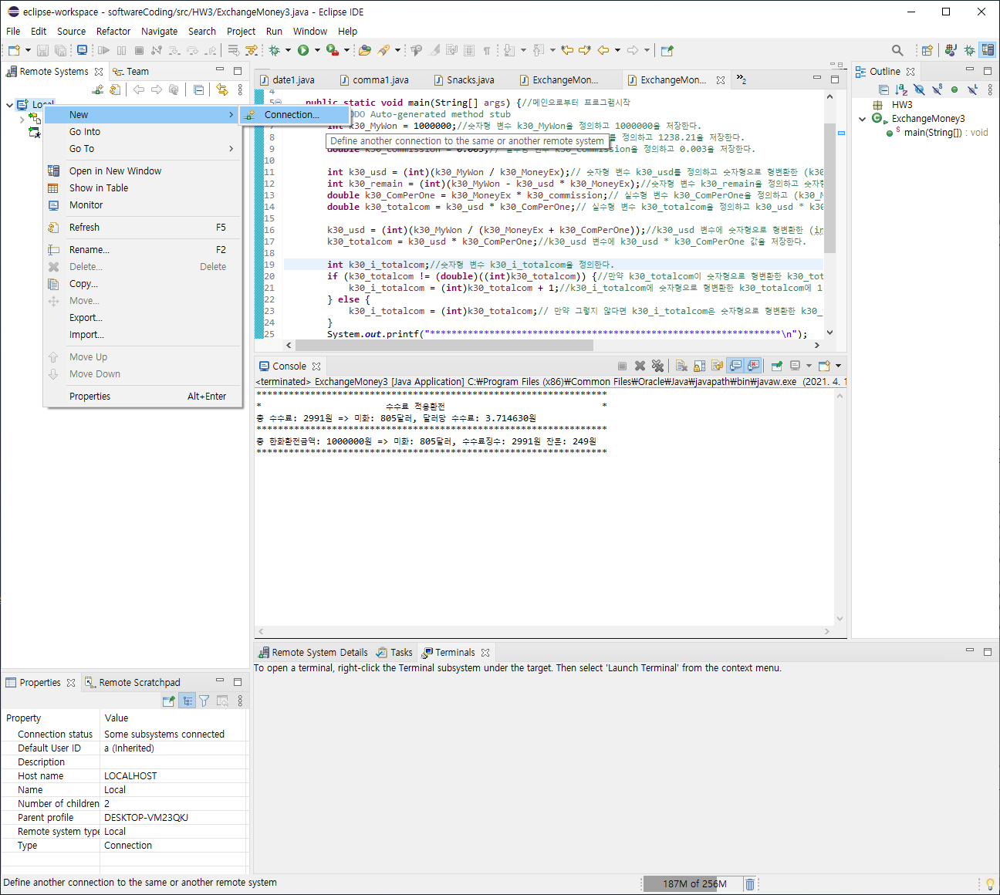 eclipse-workspace - softwareCoding/src/HW3/ExchangeMoney3.java - Eclipse IDE
File Edit Source Refactor Navigate Search Project Run Window Help
Remote Systems Team
Local
New
Go Into
Go To
Open in New Window
Show in Table
Monitor
Refresh F5
Rename... F2
Delete... Delete
Copy...
Move...
Export...
Import...
Move Up
Move Down
Properties Alt+Enter
Connection...
Define another connection to the same or another remote system
date1.java comma1.java Snacks.java ExchangeMon... ExchangeMon... »2
4
5 public static void main(String[] args) {//메인으로부터 프로그램시작
ODO Auto-generated method stub
7 int k30_MyWon = 1000000;//숫자형 변수 k30_MyWon을 정의하고 1000000을 저장한다.
8 를 정의하고 1238.21을 저장한다.
9 double k30_commission = 0.003;// 실수형 변수 k30_commission을 정의하고 0.003을 저장한다.
10
11 int k30_usd = (int)(k30_MyWon / k30_MoneyEx);// 숫자형 변수 k30_usd를 정의하고 숫자형으로 형변환한 (k30
12 int k30_remain = (int)(k30_MyWon - k30_usd * k30_MoneyEx);//숫자형 변수 k30_remain을 정의하고 숫자형
13 double k30_ComPerOne = k30_MoneyEx * k30_commission;// 실수형 변수 k30_ComPerOne을 정의하고 (k30_M
14 double k30_totalcom = k30_usd * k30_ComPerOne;// 실수형 변수 k30_totalcom을 정의하고 k30_usd * k30
15
16 k30_usd = (int)(k30_MyWon / (k30_MoneyEx + k30_ComPerOne));//k30_usd 변수에 숫자형으로 형변환한 (in
17 k30_totalcom = k30_usd * k30_ComPerOne;//k30_usd 변수에 k30_usd * k30_ComPerOne 값을 저장한다.
18
19 int k30_i_totalcom;//숫자형 변수 k30_i_totalcom을 정의한다.
20 if (k30_totalcom != (double)((int)k30_totalcom)) {//만약 k30_totalcom이 숫자형으로 형변환한 k30_tot
21 k30_i_totalcom = (int)k30_totalcom + 1;//k30_i_totalcom에 숫자형으로 형변환한 k30_totalcom에 1
22 } else {
23 k30_i_totalcom = (int)k30_totalcom;// 만약 그렇지 않다면 k30_i_totalcom은 숫자형으로 형변환한 k30_
24 }
25 System.out.printf("*****************************************************************\n");
Outline
HW3
ExchangeMoney3
main(String[]) : void
Console
<terminated> ExchangeMoney3 [Java Application] C:₩Program Files (x86)₩Common Files₩Oracle₩Java₩javapath₩bin₩javaw.exe (2021. 4. 1
*****************************************************************
* 수수료 적용환전 *
총 수수료: 2991원 => 미화: 805달러, 달러당 수수료: 3.714630원
*****************************************************************
총 한화환전금액: 1000000원 => 미화: 805달러, 수수료징수: 2991원 잔돈: 249원
*****************************************************************
Remote System Details Tasks Terminals
To open a terminal, right-click the Terminal subsystem under the target. Then select 'Launch Terminal' from the context menu.
Properties Remote Scratchpad
Property Value
Connection status Some subsystems connected
Default User ID a (Inherited)
Description
Host name LOCALHOST
Name Local
Number of children 2
Parent profile DESKTOP-VM23QKJ
Remote system type Local
Type Connection
Define another connection to the same or another remote system
187M of 256M